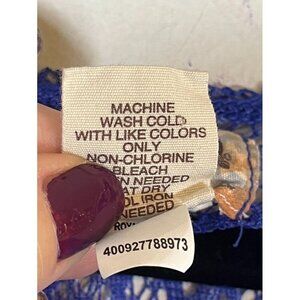 MACHINE
WASH COLD
WITH LIKE COLORS
ONLY
NON-CHLORINE
BLEACH
NEEDED
DRY
IRON
NEEDED
400927788973